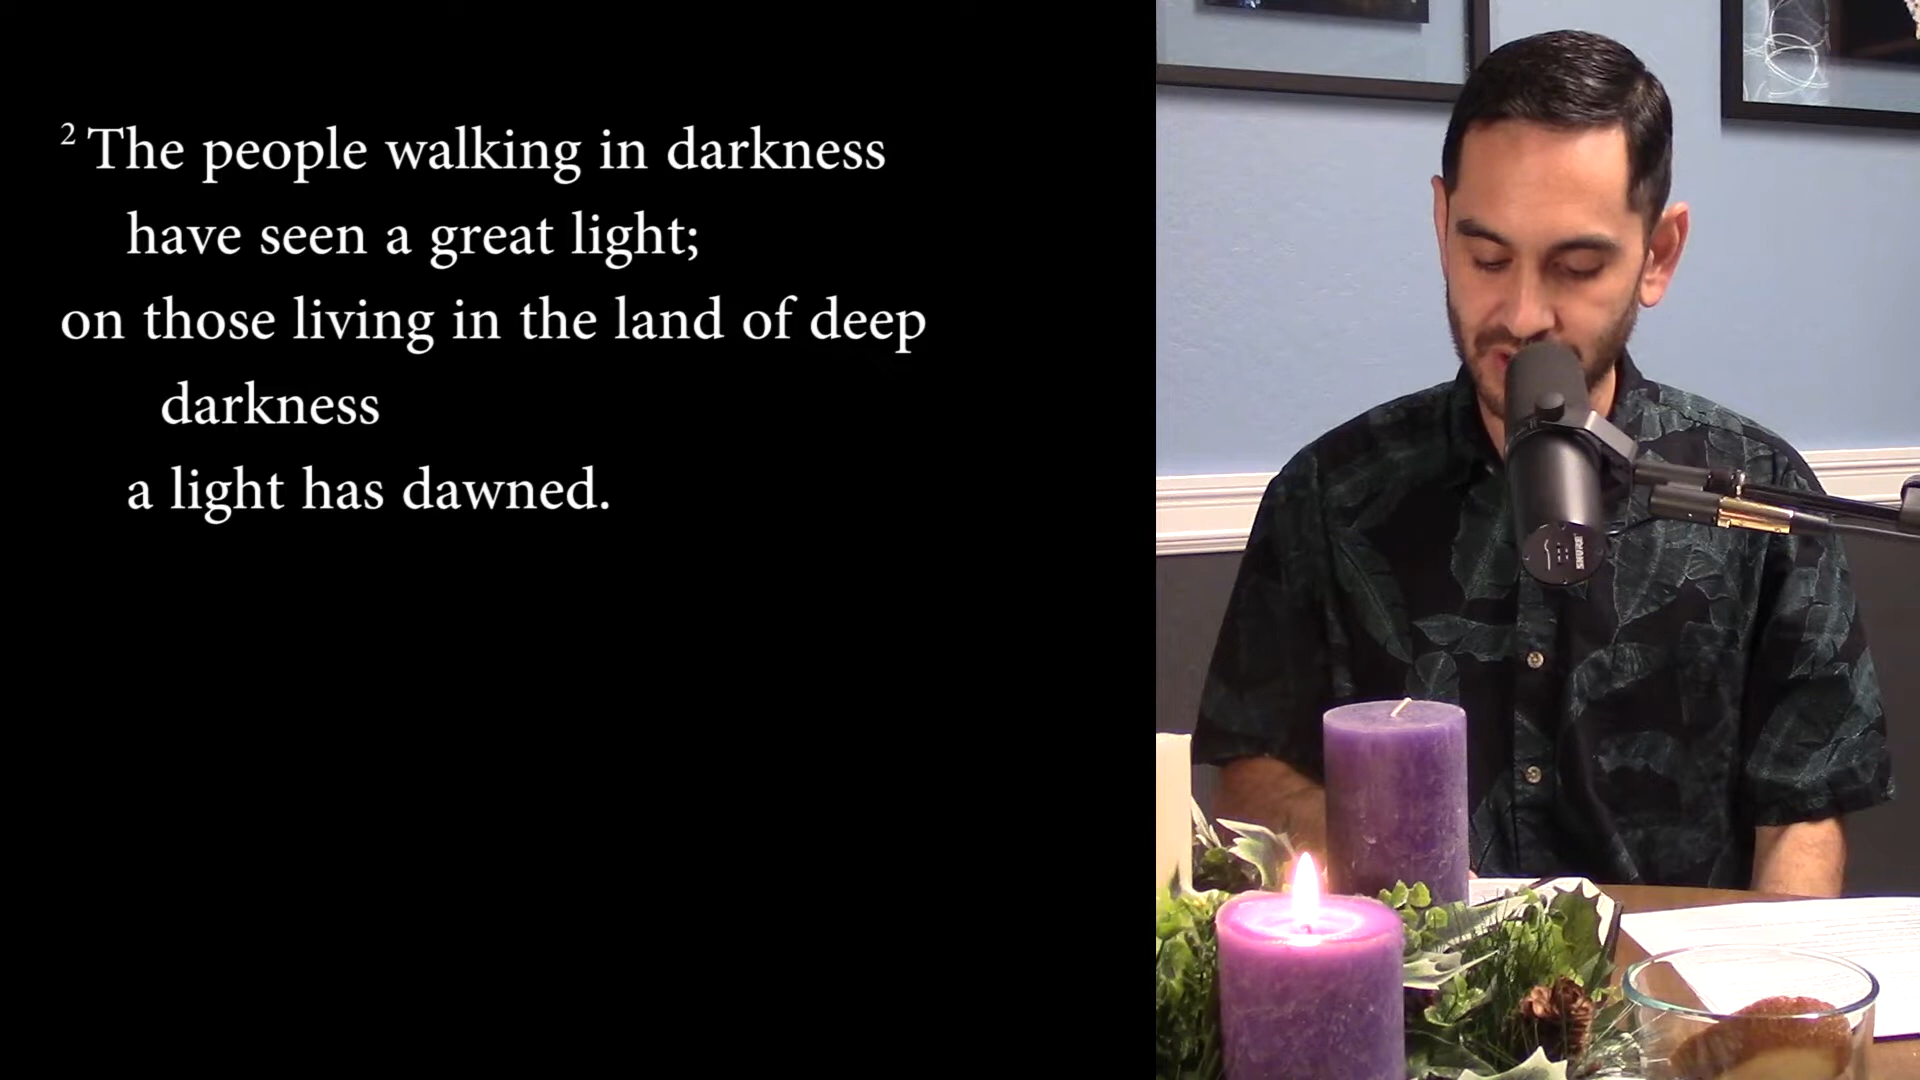 2 The people walking in darkness
have seen a great light;
on those living in the land of deep
darkness
a light has dawned.
SHURE